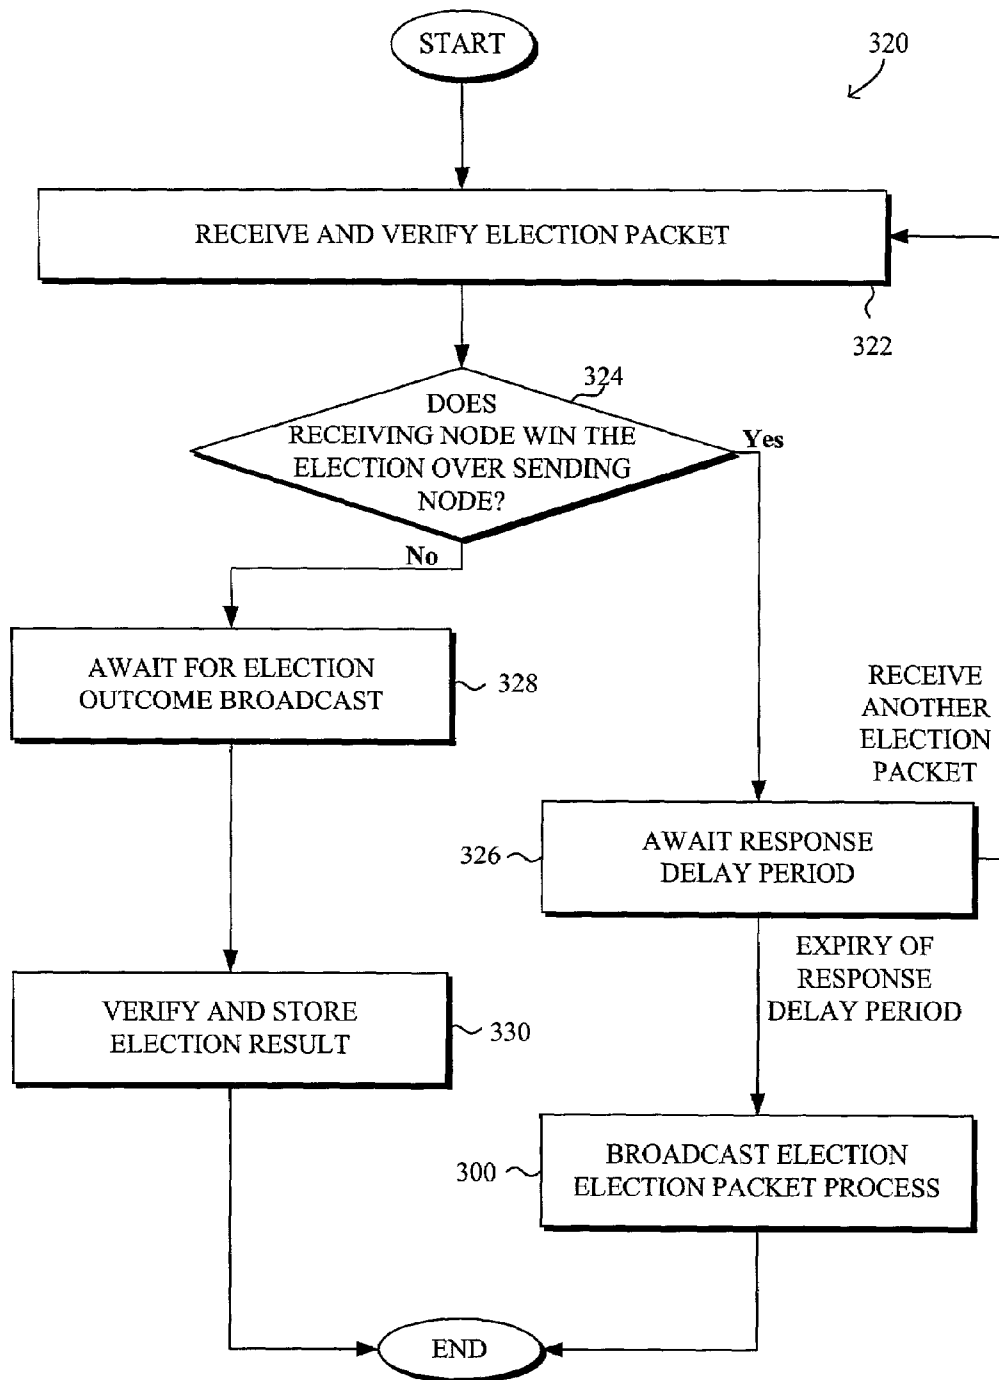 START
320
RECEIVE AND VERIFY ELECTION PACKET
322
324
DOES
RECEIVING NODE WIN THE
ELECTION OVER SENDING
NODE?
Yes
No
AWAIT FOR ELECTION
OUTCOME BROADCAST
328
RECEIVE
ANOTHER
ELECTION
PACKET
326
AWAIT RESPONSE
DELAY PERIOD
EXPIRY OF
RESPONSE
DELAY PERIOD
VERIFY AND STORE
ELECTION RESULT
330
300
BROADCAST ELECTION
ELECTION PACKET PROCESS
END